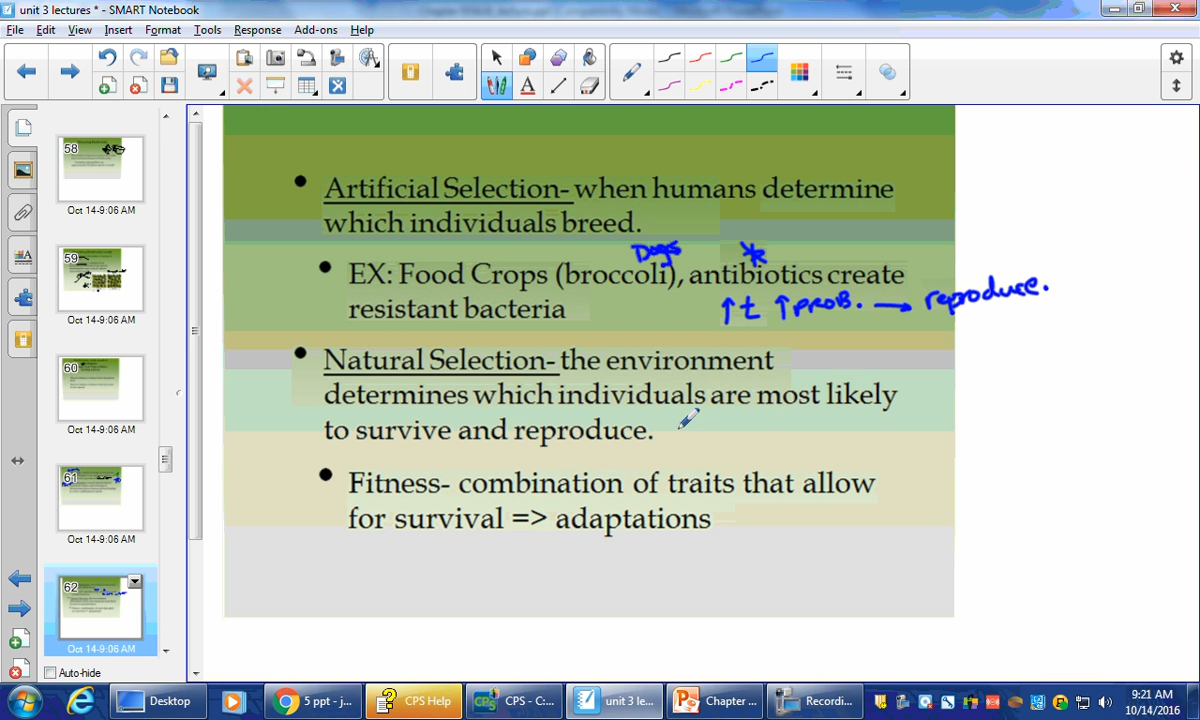 unit 3 lectures * - SMART Notebook
File Edit View Insert Format Tools Response Add-ons Help
58
Oct 14-9:06 AM
59
Oct 14-9:06 AM
60
Oct 14-9:06 AM
61
Oct 14-9:06 AM
62
Oct 14-9:06 AM
Auto-hide
• Artificial Selection- when humans determine
which individuals breed.
Dogs *
• EX: Food Crops (broccoli), antibiotics create
resistant bacteria
↑t ↑PROB. → reproduce.
• Natural Selection- the environment
determines which individuals are most likely
to survive and reproduce.
• Fitness- combination of traits that allow
for survival => adaptations
Desktop
5 ppt - j...
CPS Help
CPS - C:...
unit 3 le...
Chapter ...
Recordi...
9:21 AM
10/14/2016